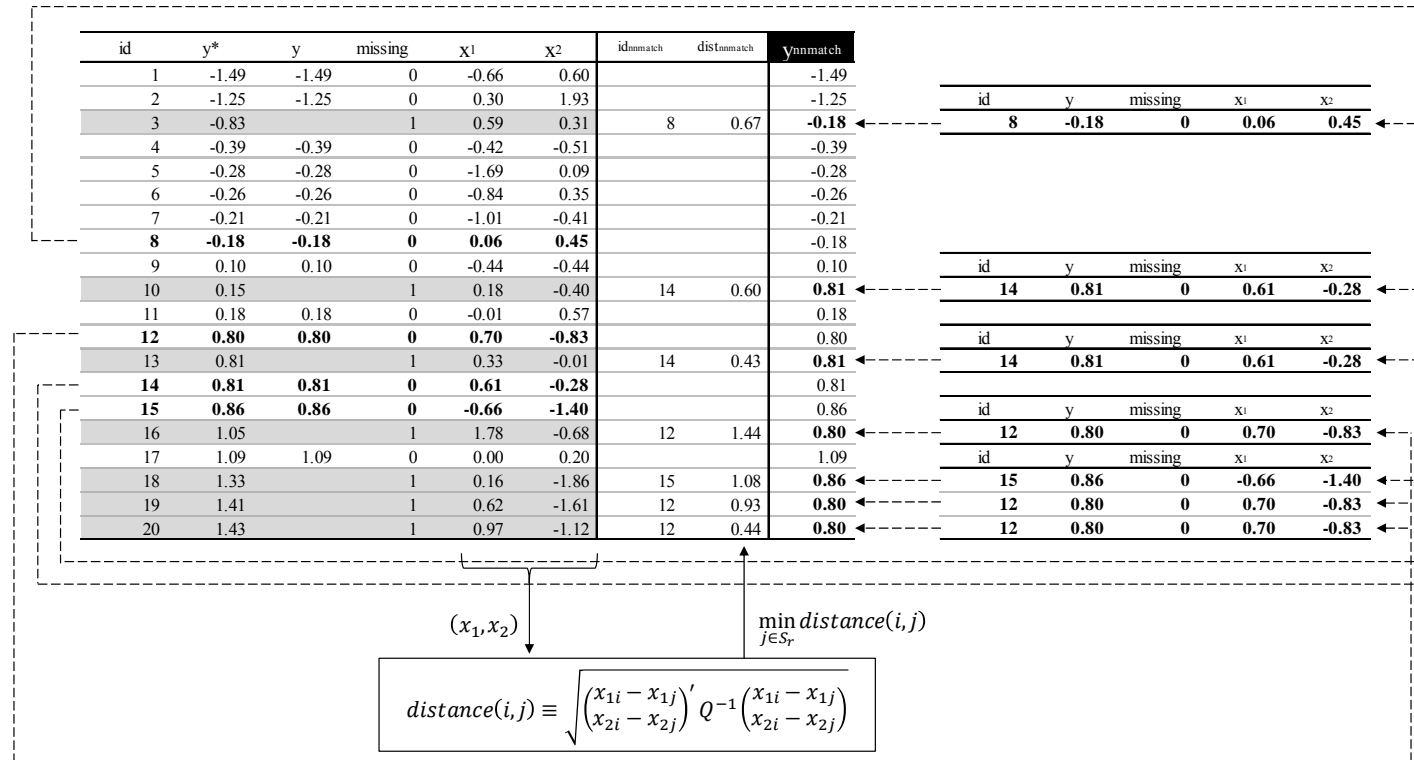 id y* y missing x1 x2 idnnmatch distnnmatch ynnmatch
1 -1.49 -1.49 0 -0.66 0.60 -1.49
2 -1.25 -1.25 0 0.30 1.93 -1.25
id y missing x1 x2
3 -0.83 1 0.59 0.31 8 0.67 -0.18
8 -0.18 0 0.06 0.45
4 -0.39 -0.39 0 -0.42 -0.51 -0.39
5 -0.28 -0.28 0 -1.69 0.09 -0.28
6 -0.26 -0.26 0 -0.84 0.35 -0.26
7 -0.21 -0.21 0 -1.01 -0.41 -0.21
8 -0.18 -0.18 0 0.06 0.45 -0.18
9 0.10 0.10 0 -0.44 -0.44 0.10
id y missing x1 x2
10 0.15 1 0.18 -0.40 14 0.60 0.81
14 0.81 0 0.61 -0.28
11 0.18 0.18 0 -0.01 0.57 0.18
12 0.80 0.80 0 0.70 -0.83 0.80
id y missing x1 x2
13 0.81 1 0.33 -0.01 14 0.43 0.81
14 0.81 0 0.61 -0.28
14 0.81 0.81 0 0.61 -0.28 0.81
15 0.86 0.86 0 -0.66 -1.40 0.86
id y missing x1 x2
16 1.05 1 1.78 -0.68 12 1.44 0.80
12 0.80 0 0.70 -0.83
17 1.09 1.09 0 0.00 0.20 1.09
id y missing x1 x2
18 1.33 1 0.16 -1.86 15 1.08 0.86
15 0.86 0 -0.66 -1.40
19 1.41 1 0.62 -1.61 12 0.93 0.80
12 0.80 0 0.70 -0.83
20 1.43 1 0.97 -1.12 12 0.44 0.80
12 0.80 0 0.70 -0.83
(x₁, x₂)
min distance(i, j)
j∈Sᵣ
distance(i, j) ≡ √((x₁ᵢ − x₁ⱼ / x₂ᵢ − x₂ⱼ)′ Q⁻¹ (x₁ᵢ − x₁ⱼ / x₂ᵢ − x₂ⱼ))